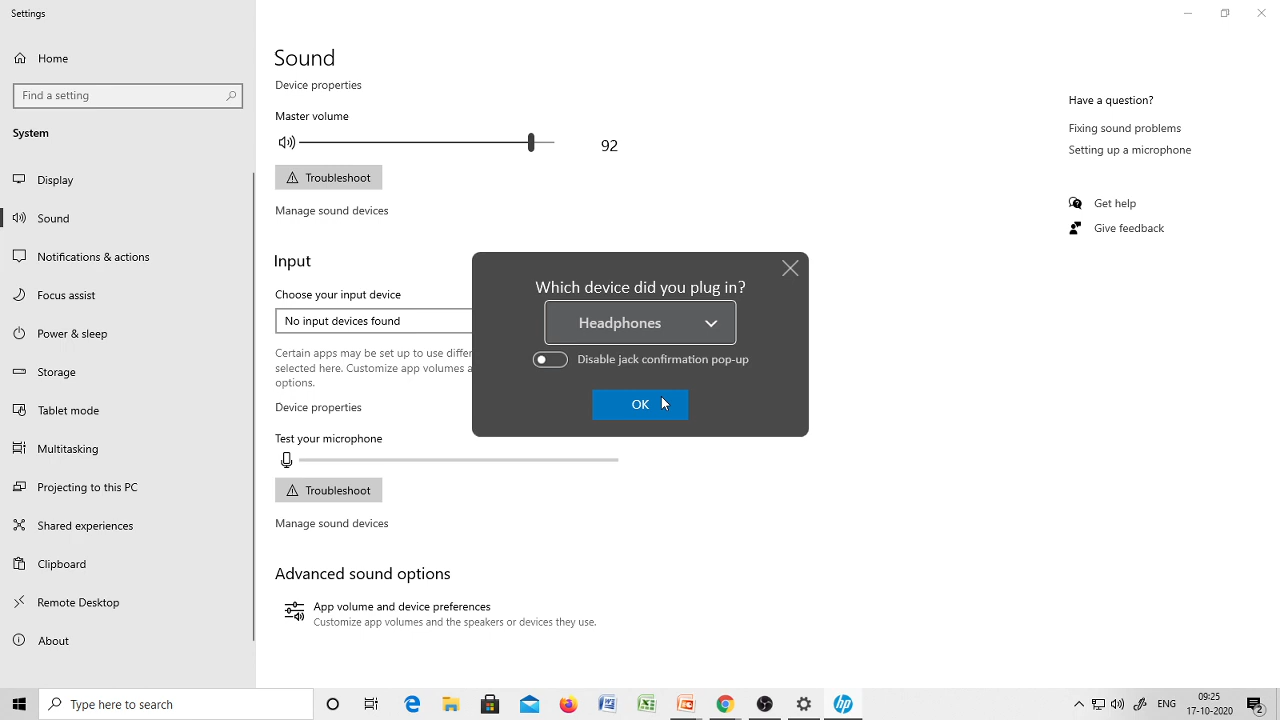 Settings
Home
Find a setting
System
Display
Sound
Notifications & actions
Focus assist
Power & sleep
Storage
Tablet mode
Multitasking
Projecting to this PC
Shared experiences
Clipboard
Remote Desktop
About
Sound
Device properties
Master volume
92
Troubleshoot
Manage sound devices
Input
Choose your input device
No input devices found
Certain apps may be set up to use differ
selected here. Customize app volumes a
options.
Device properties
Test your microphone
Troubleshoot
Manage sound devices
Advanced sound options
App volume and device preferences
Customize app volumes and the speakers or devices they use.
Which device did you plug in?
Headphones
Disable jack confirmation pop-up
OK
Have a question?
Fixing sound problems
Setting up a microphone
Get help
Give feedback
Type here to search
ENG
09:25
17-10-2020
2